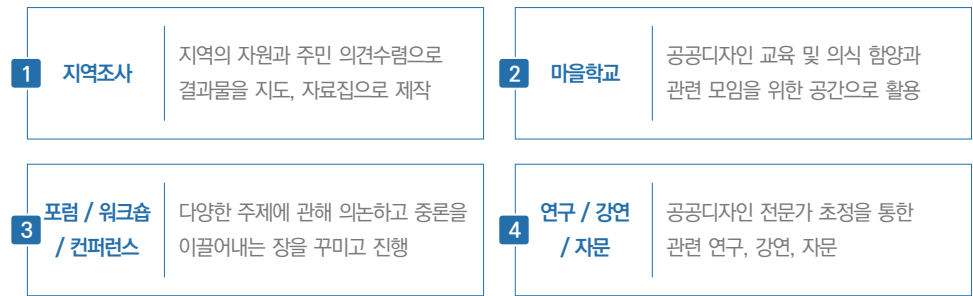 1
지역조사
지역의 자원과 주민 의견수렴으로
결과물을 지도, 자료집으로 제작
2
마을학교
공공디자인 교육 및 의식 함양과
관련 모임을 위한 공간으로 활용
3
포럼 / 워크숍
/ 컨퍼런스
다양한 주제에 관해 의논하고 중론을
이끌어내는 장을 꾸미고 진행
4
연구 / 강연
/ 자문
공공디자인 전문가 초청을 통한
관련 연구, 강연, 자문